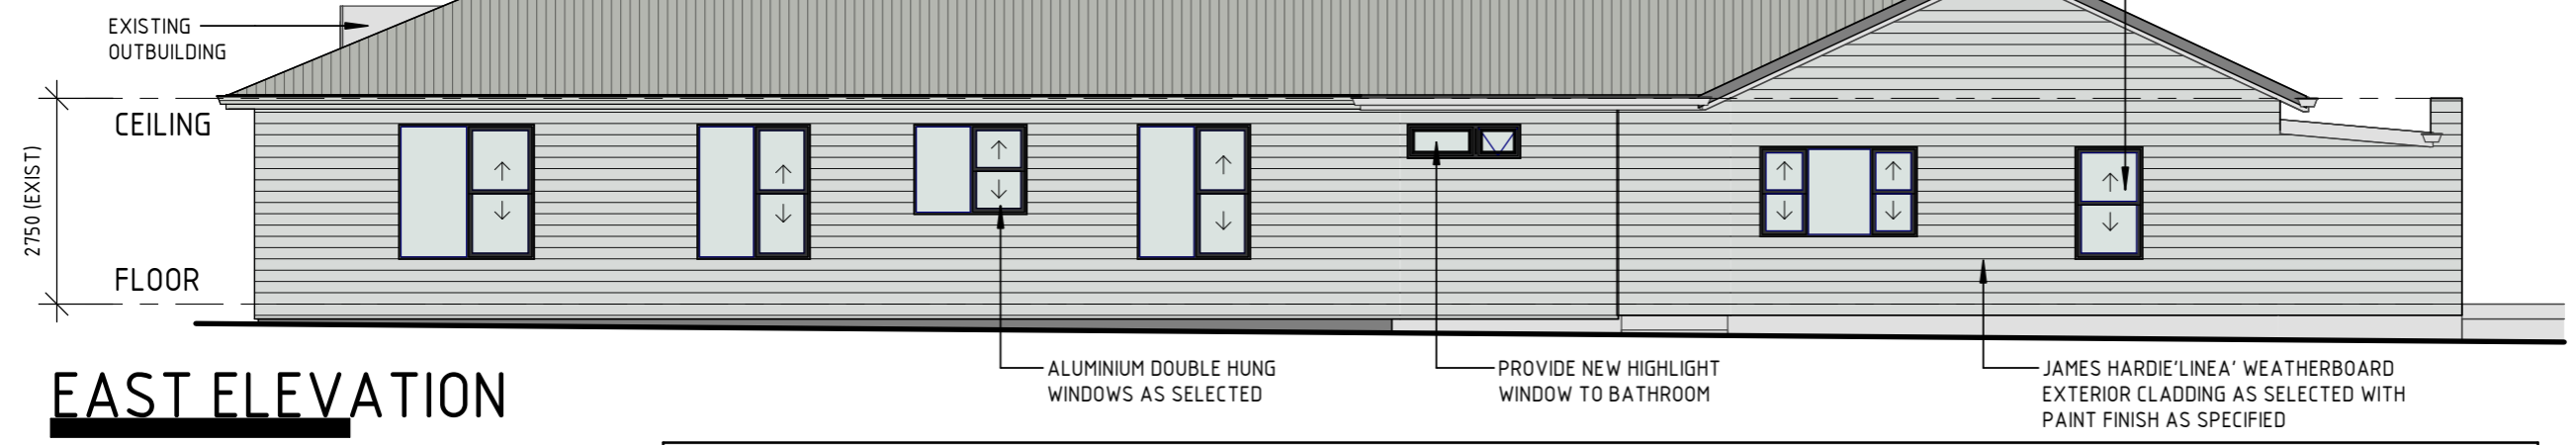 EXISTING
OUTBUILDING
CEILING
2750 (EXIST)
FLOOR
ALUMINIUM DOUBLE HUNG
WINDOWS AS SELECTED
PROVIDE NEW HIGHLIGHT
WINDOW TO BATHROOM
JAMES HARDIE'LINEA' WEATHERBOARD
EXTERIOR CLADDING AS SELECTED WITH
PAINT FINISH AS SPECIFIED
EAST ELEVATION